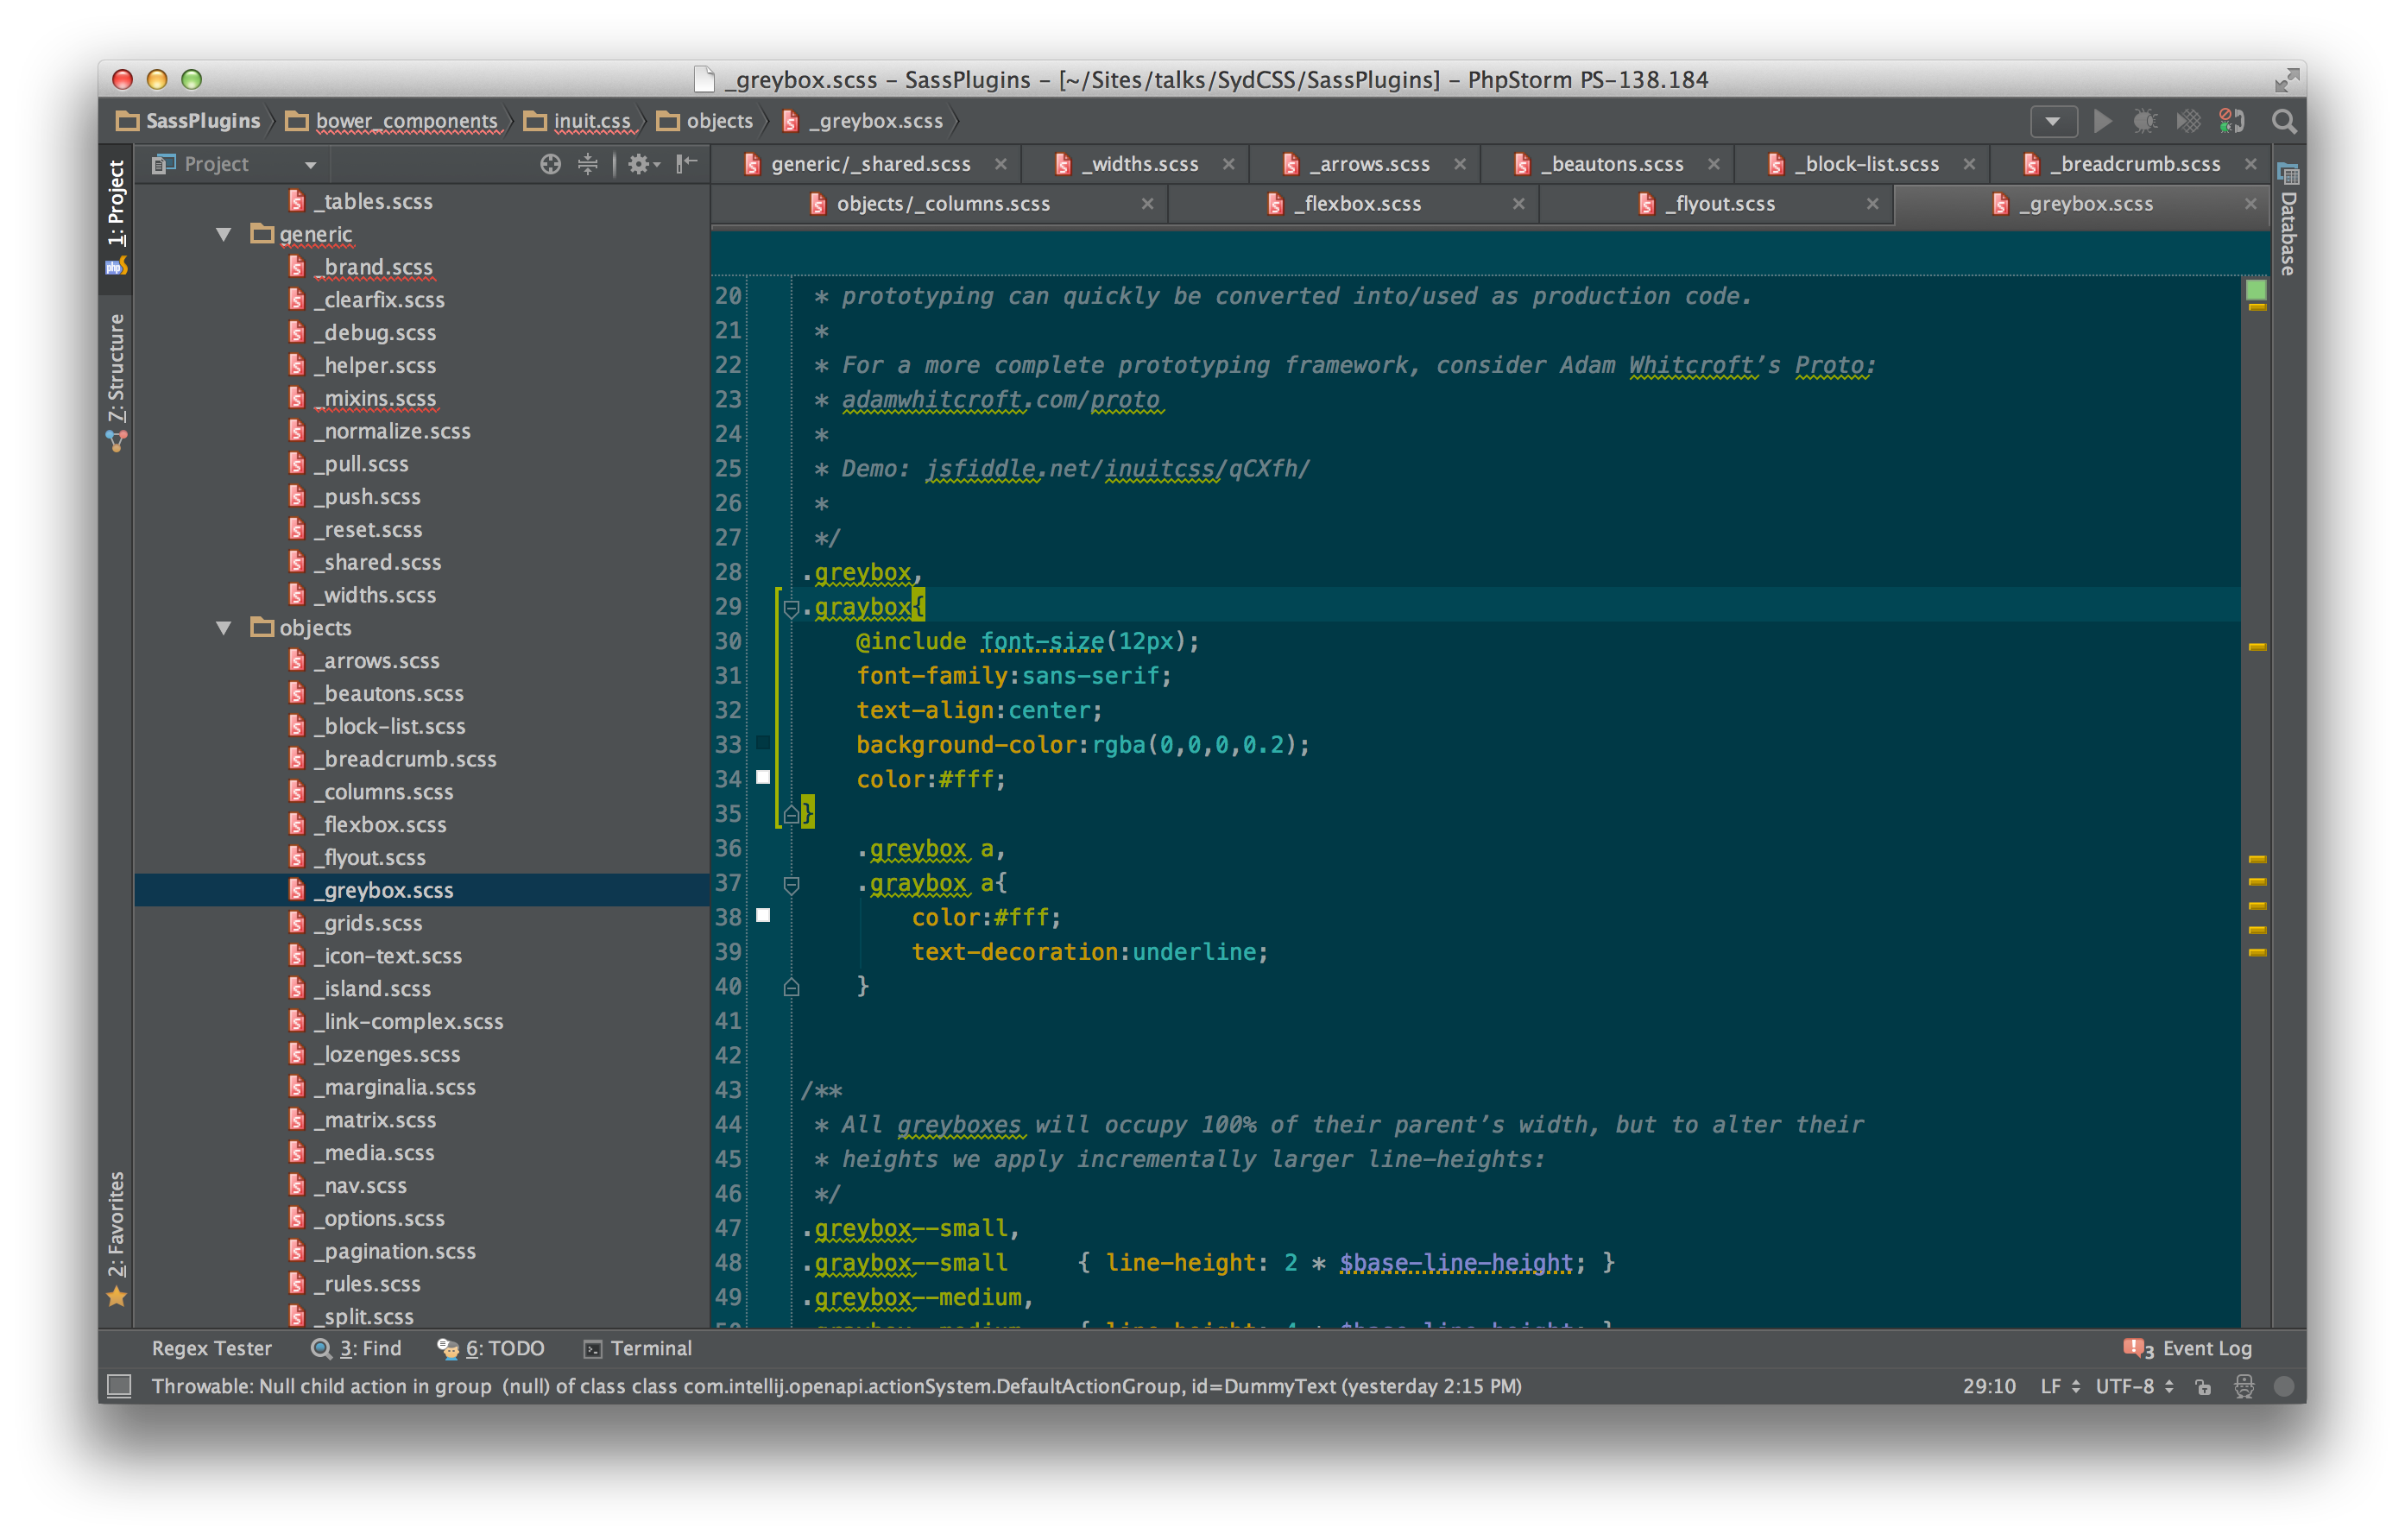 _greybox.scss – SassPlugins – [~/Sites/talks/SydCSS/SassPlugins] – PhpStorm PS-138.184
SassPlugins bower_components inuit.css objects _greybox.scss
Project
generic/_shared.scss _widths.scss _arrows.scss _beautons.scss _block-list.scss _breadcrumb.scss
objects/_columns.scss _flexbox.scss _flyout.scss _greybox.scss
1: Project
php
Z: Structure
2: Favorites
Database
_tables.scss
generic
_brand.scss
_clearfix.scss
_debug.scss
_helper.scss
_mixins.scss
_normalize.scss
_pull.scss
_push.scss
_reset.scss
_shared.scss
_widths.scss
objects
_arrows.scss
_beautons.scss
_block-list.scss
_breadcrumb.scss
_columns.scss
_flexbox.scss
_flyout.scss
_greybox.scss
_grids.scss
_icon-text.scss
_island.scss
_link-complex.scss
_lozenges.scss
_marginalia.scss
_matrix.scss
_media.scss
_nav.scss
_options.scss
_pagination.scss
_rules.scss
_split.scss
20 * prototyping can quickly be converted into/used as production code.
21 *
22 * For a more complete prototyping framework, consider Adam Whitcroft’s Proto:
23 * adamwhitcroft.com/proto
24 *
25 * Demo: jsfiddle.net/inuitcss/qCXfh/
26 *
27 */
28 .greybox,
29 .graybox{
30 @include font-size(12px);
31 font-family:sans-serif;
32 text-align:center;
33 background-color:rgba(0,0,0,0.2);
34 color:#fff;
35 }
36 .greybox a,
37 .graybox a{
38 color:#fff;
39 text-decoration:underline;
40 }
41
42
43 /**
44 * All greyboxes will occupy 100% of their parent’s width, but to alter their
45 * heights we apply incrementally larger line-heights:
46 */
47 .greybox--small,
48 .graybox--small { line-height: 2 * $base-line-height; }
49 .greybox--medium,
50 .graybox--medium { line-height: 4 * $base-line-height; }
Regex Tester 3: Find 6: TODO Terminal 3 Event Log
Throwable: Null child action in group (null) of class class com.intellij.openapi.actionSystem.DefaultActionGroup, id=DummyText (yesterday 2:15 PM) 29:10 LF UTF-8